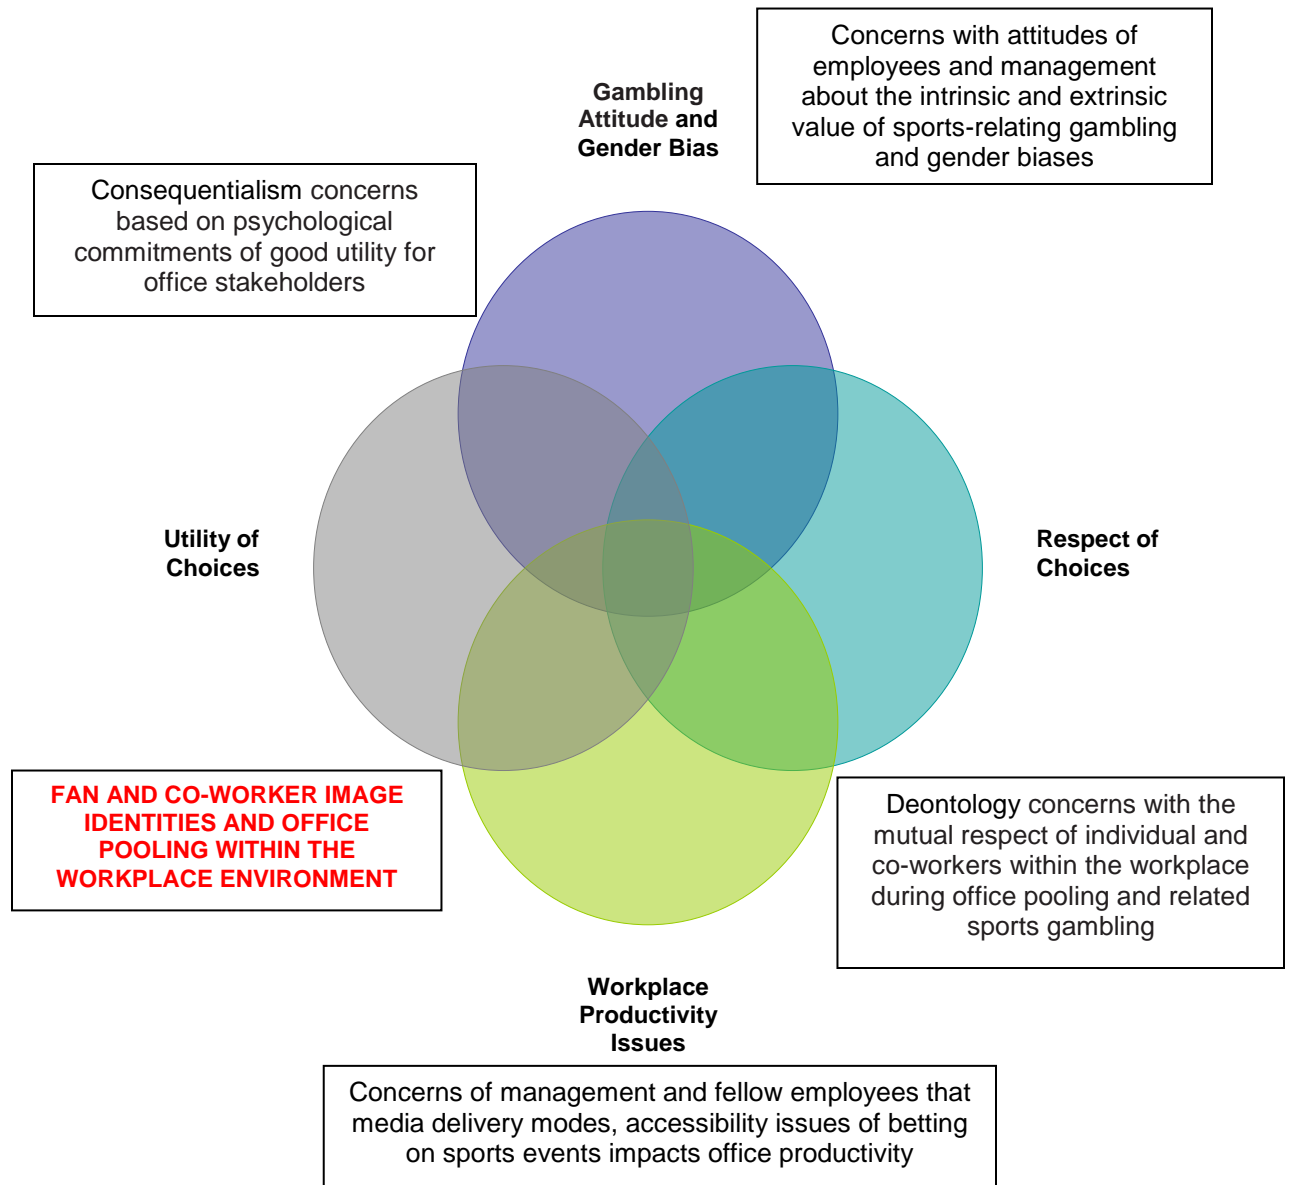 Concerns with attitudes of
employees and management
about the intrinsic and extrinsic
value of sports-relating gambling
and gender biases
Gambling
Attitude and
Gender Bias
Consequentialism concerns
based on psychological
commitments of good utility for
office stakeholders
Utility of
Choices
Respect of
Choices
FAN AND CO-WORKER IMAGE
IDENTITIES AND OFFICE
POOLING WITHIN THE
WORKPLACE ENVIRONMENT
Deontology concerns with the
mutual respect of individual and
co-workers within the workplace
during office pooling and related
sports gambling
Workplace
Productivity
Issues
Concerns of management and fellow employees that
media delivery modes, accessibility issues of betting
on sports events impacts office productivity